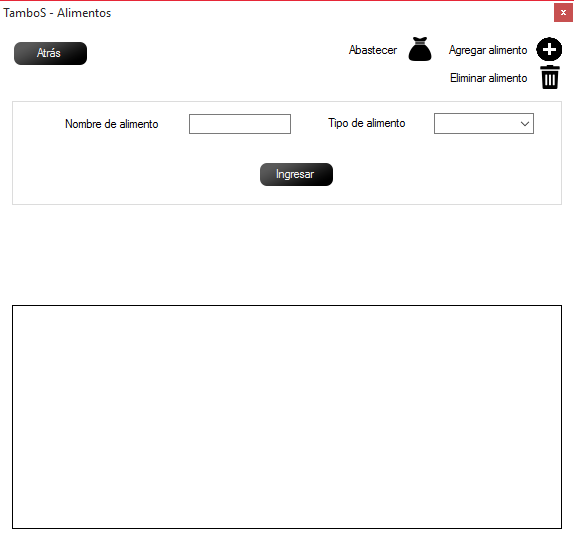 TamboS - Alimentos
x
Atrás
Abastecer
Agregar alimento
Eliminar alimento
Nombre de alimento
Tipo de alimento
Ingresar